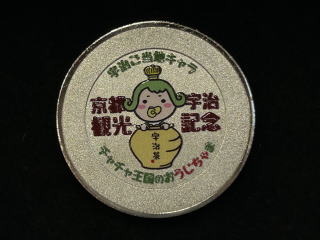 宇治ご当地キャラ
京都 宇治
観光 記念
宇治茶
チャチャ王国のおうじちゃま